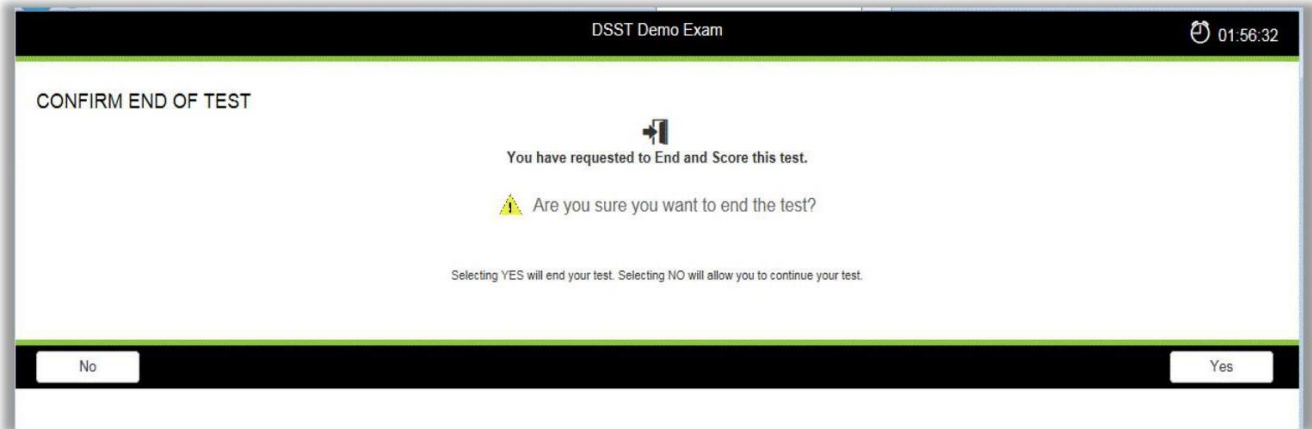 DSST Demo Exam
01:56:32
CONFIRM END OF TEST
You have requested to End and Score this test.
Are you sure you want to end the test?
Selecting YES will end your test. Selecting NO will allow you to continue your test.
No
Yes